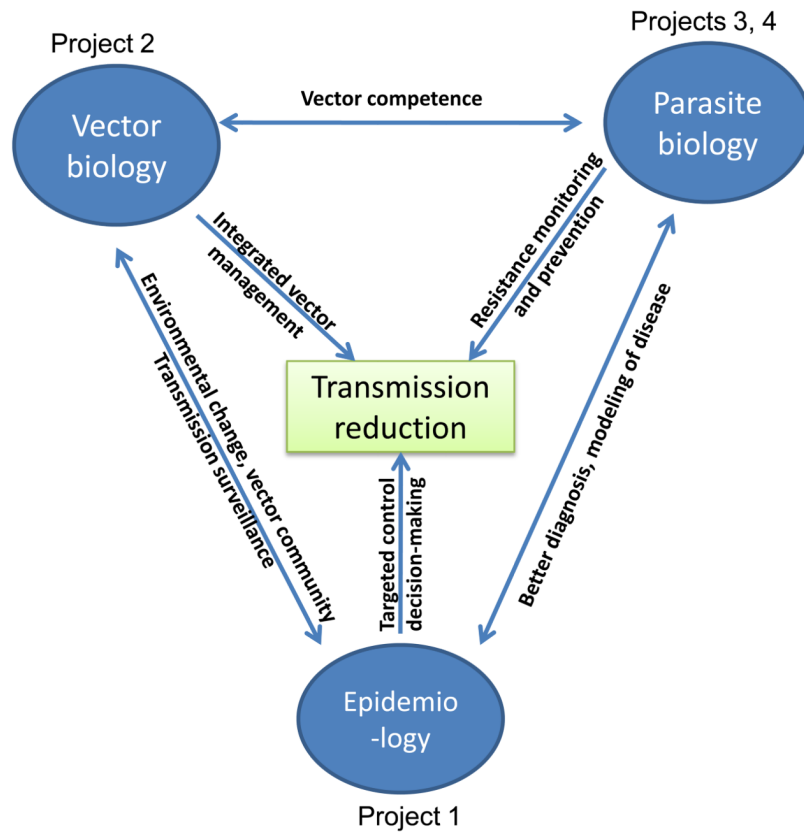 Project 2
Projects 3, 4
Vector
biology
Vector competence
Parasite
biology
Integrated vector
management
Resistance monitoring
and prevention
Environmental change, vector community
Transmission surveillance
Transmission
reduction
Better diagnosis, modeling of disease
Targeted control
decision-making
Epidemio
-logy
Project 1